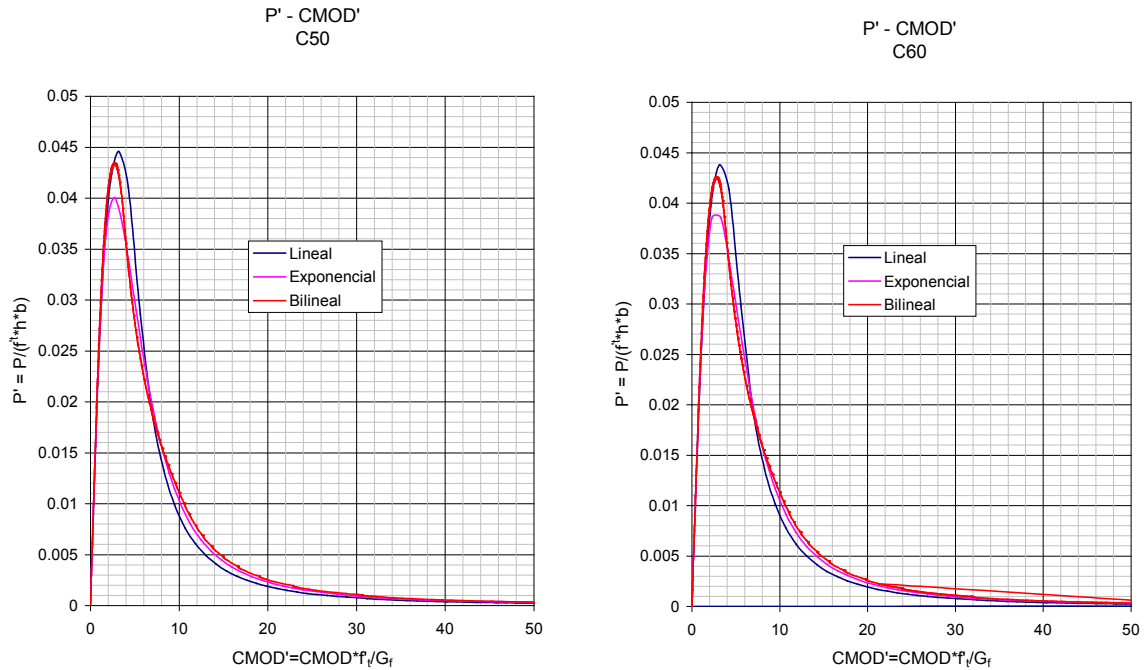 P' - CMOD'
C50
0.05
0.045
0.04
0.035
0.03
0.025
0.02
0.015
0.01
0.005
0
P' = P/(f't*h*b)
Lineal
Exponencial
Bilineal
0 10 20 30 40 50
CMOD'=CMOD*f't/Gf
P' - CMOD'
C60
0.05
0.045
0.04
0.035
0.03
0.025
0.02
0.015
0.01
0.005
0
P' = P/(f't*h*b)
Lineal
Exponencial
Bilineal
0 10 20 30 40 50
CMOD'=CMOD*f't/Gf